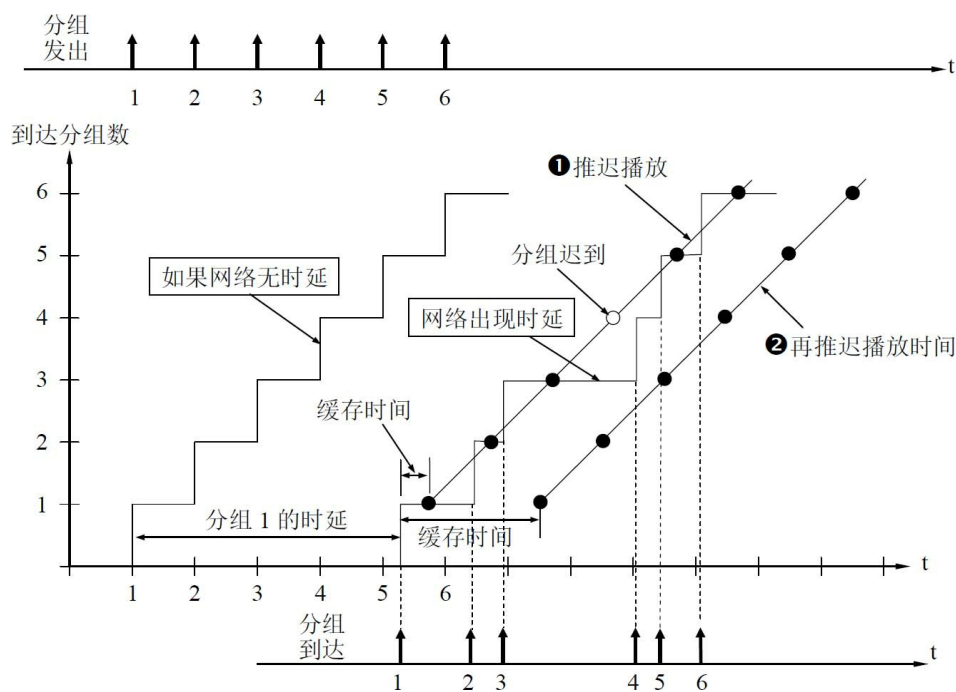 分组
发出
t
1 2 3 4 5 6
到达分组数
6
❶推迟播放
5
分组迟到
如果网络无时延
4
网络出现时延
❷再推迟播放时间
3
缓存时间
2
1
分组 1 的时延
缓存时间
t
1 2 3 4 5 6
分组
到达
t
1 2 3 4 5 6